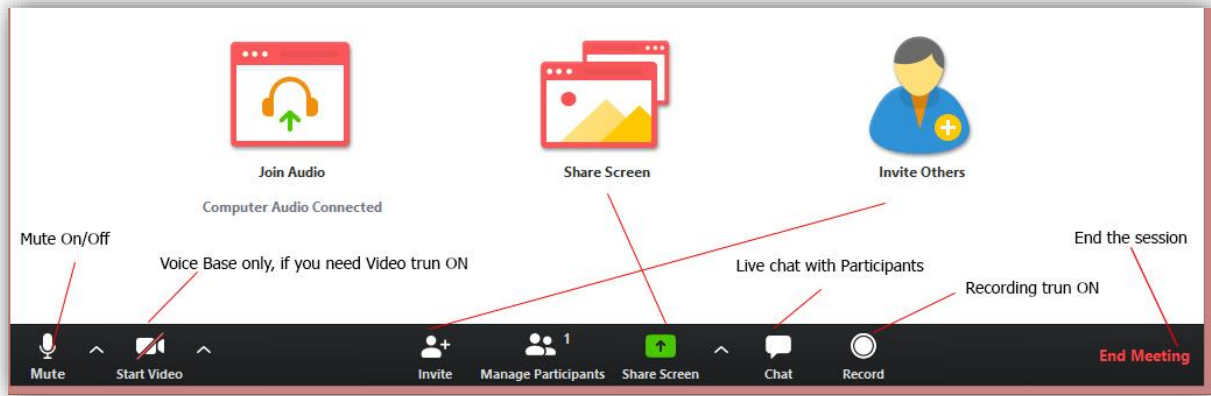 Join Audio
Share Screen
Invite Others
Computer Audio Connected
Mute On/Off
End the session
Voice Base only, if you need Video trun ON
Live chat with Participants
Recording trun ON
1
Mute
Start Video
Invite
Manage Participants
Share Screen
Chat
Record
End Meeting